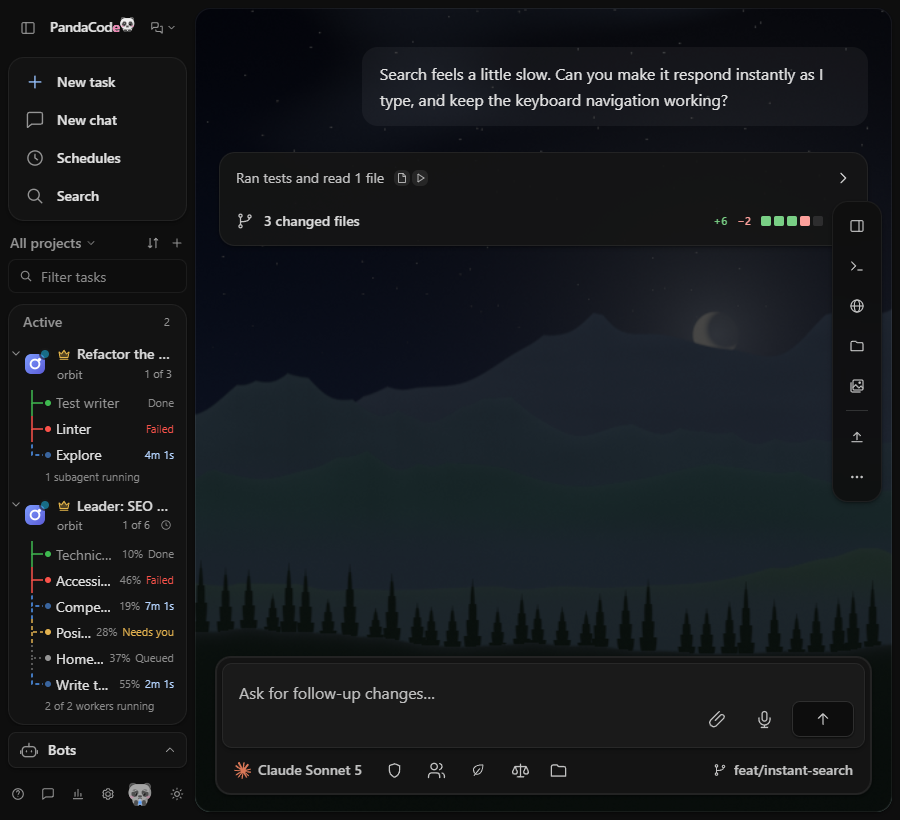 PandaCode
New task
New chat
Schedules
Search
All projects
Filter tasks
Active 2
Refactor the ...
orbit 1 of 3
Test writer Done
Linter Failed
Explore 4m 1s
1 subagent running
Leader: SEO ...
orbit 1 of 6
Technic... 10% Done
Accessi... 46% Failed
Compe... 19% 7m 1s
Posi... 28% Needs you
Home... 37% Queued
Write t... 55% 2m 1s
2 of 2 workers running
Bots
Search feels a little slow. Can you make it respond instantly as I
type, and keep the keyboard navigation working?
Ran tests and read 1 file
3 changed files +6 −2
Ask for follow-up changes...
Claude Sonnet 5 feat/instant-search